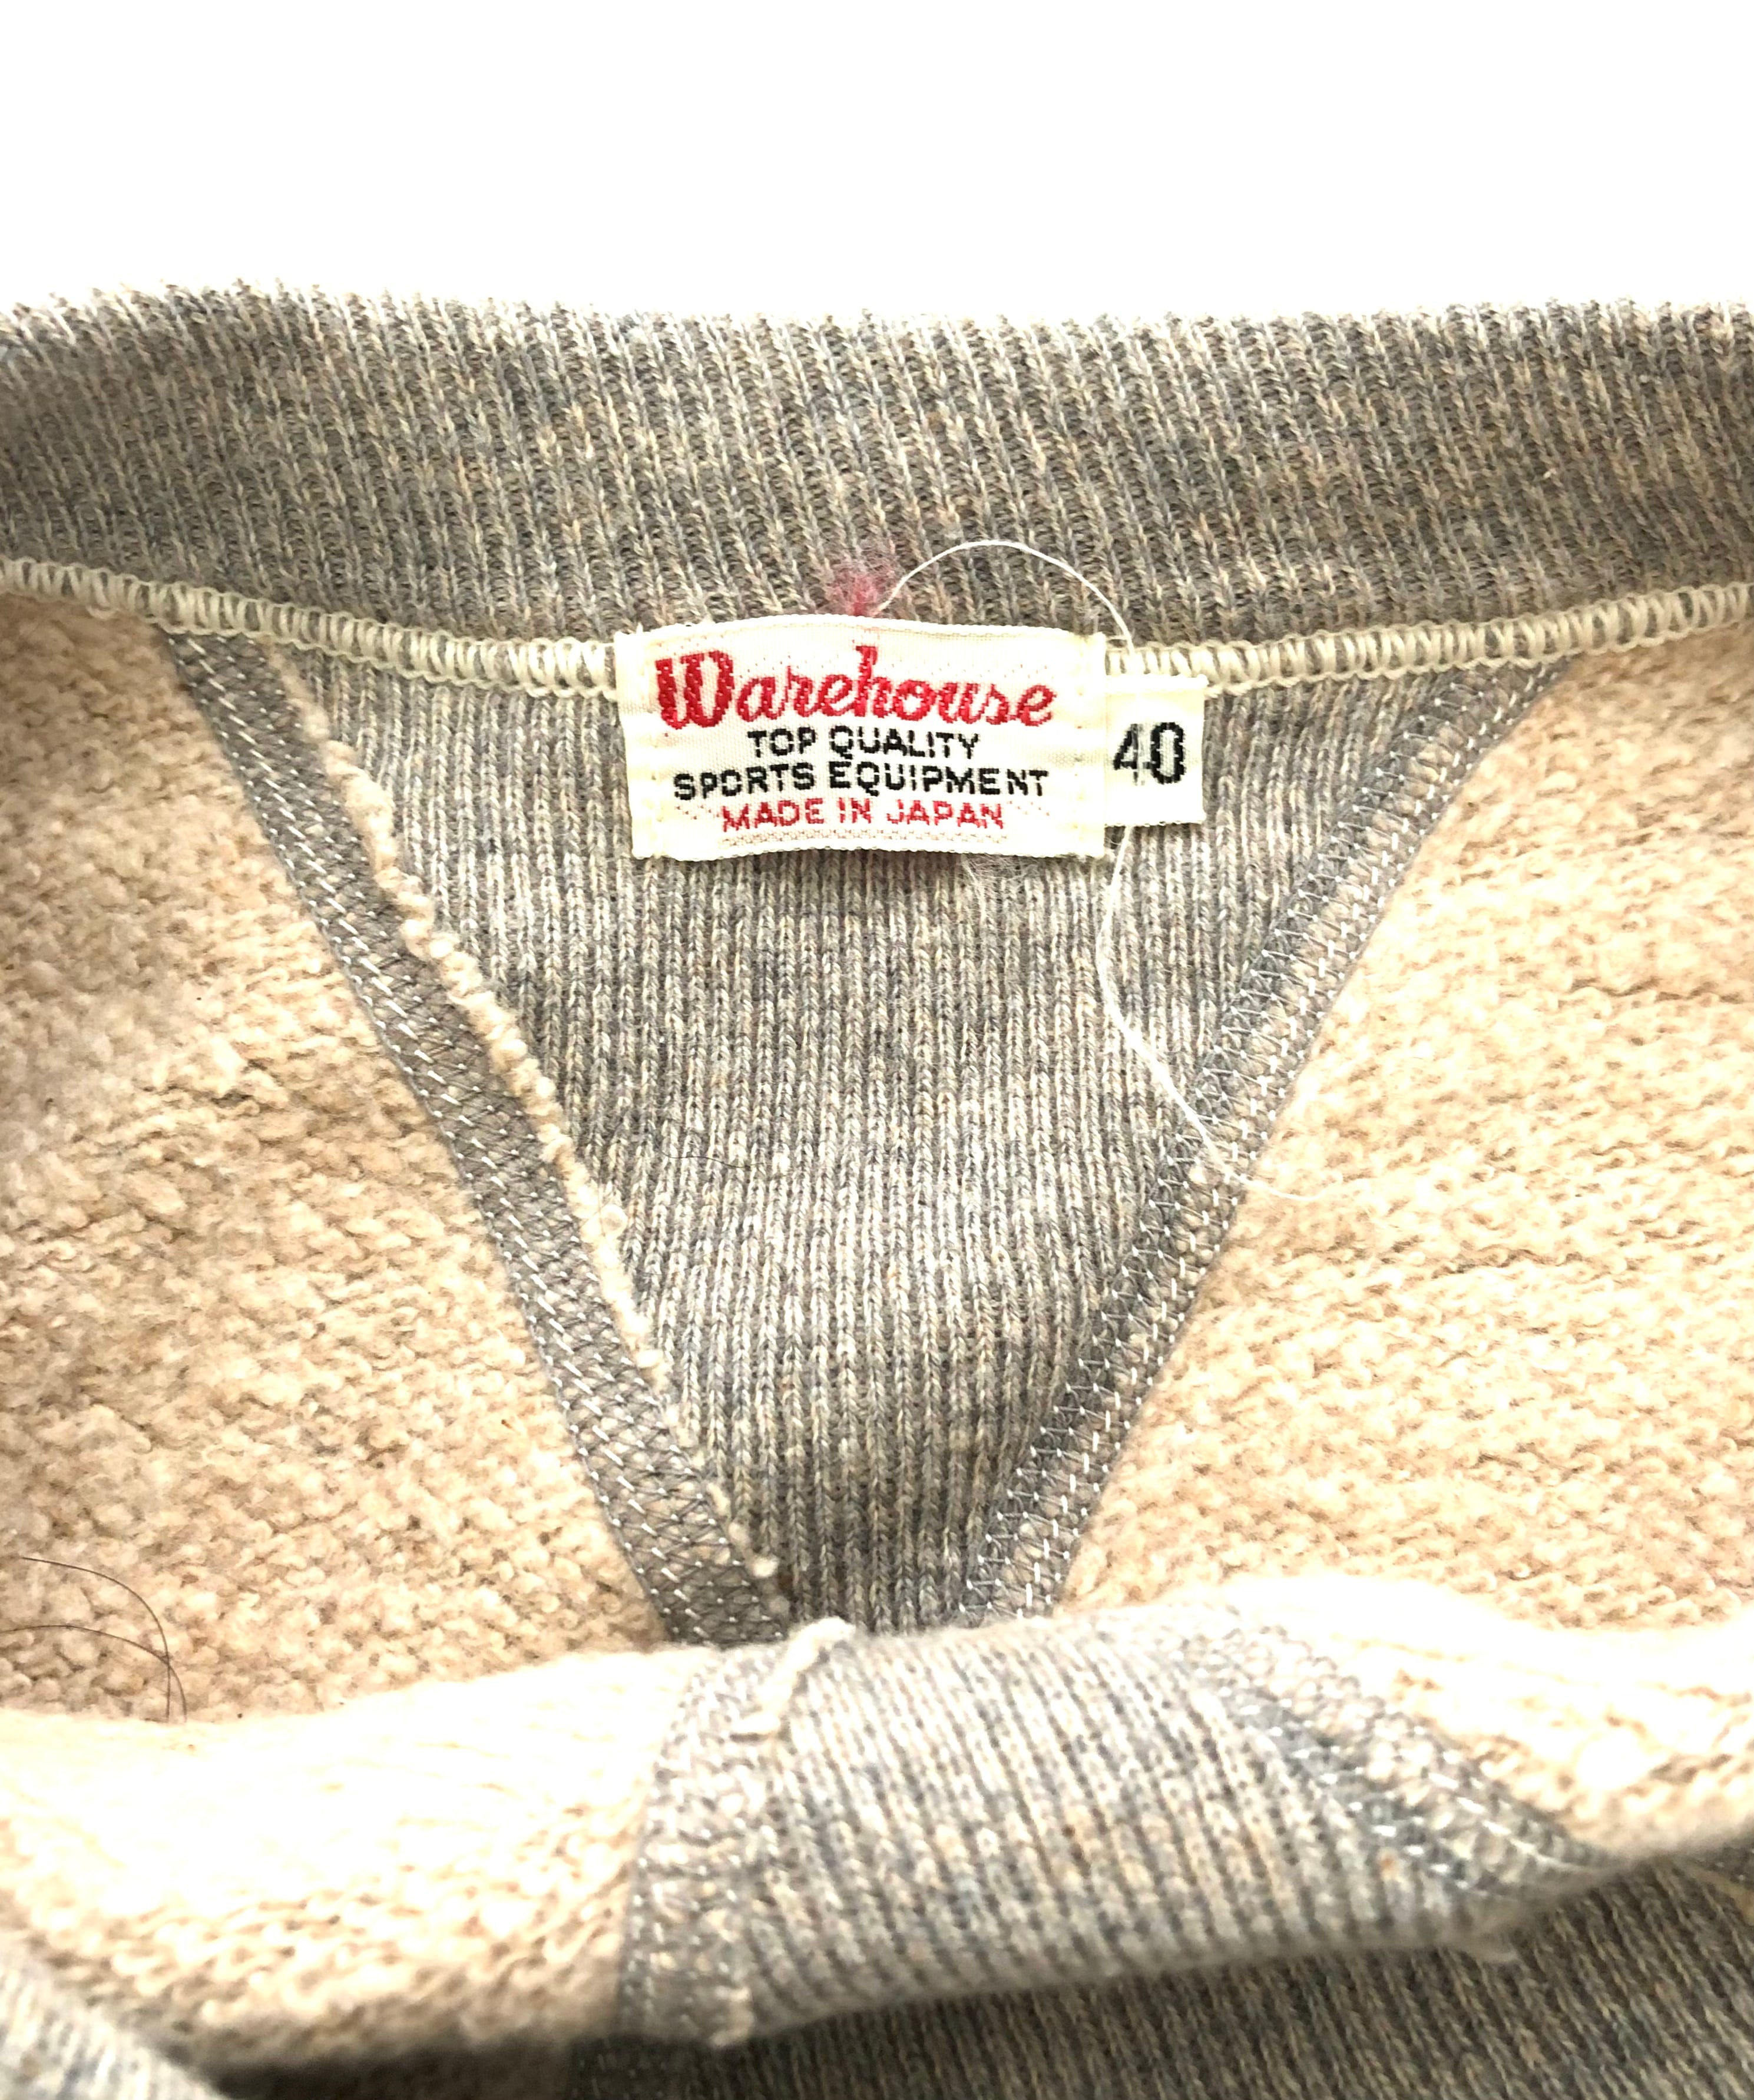 Warehouse
TOP QUALITY
SPORTS EQUIPMENT
MADE IN JAPAN
40